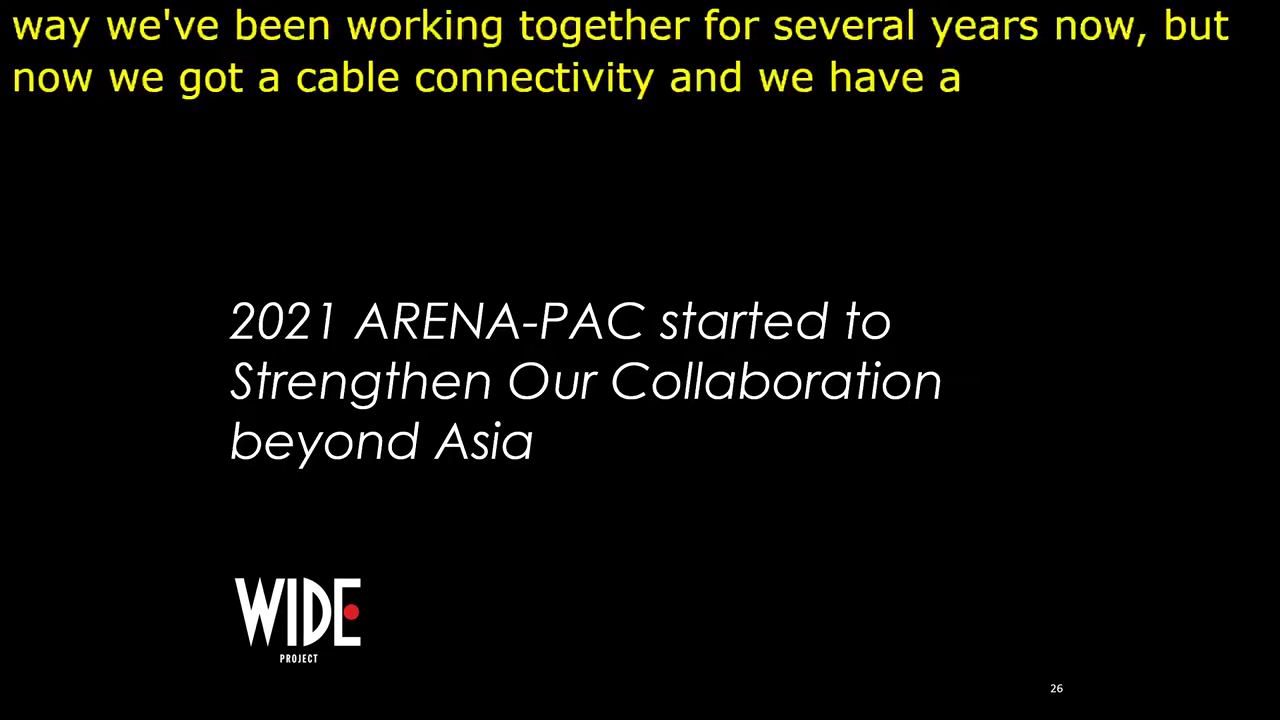 way we've been working together for several years now, but
now we got a cable connectivity and we have a
2021 ARENA-PAC started to
Strengthen Our Collaboration
beyond Asia
WIDE
PROJECT
26